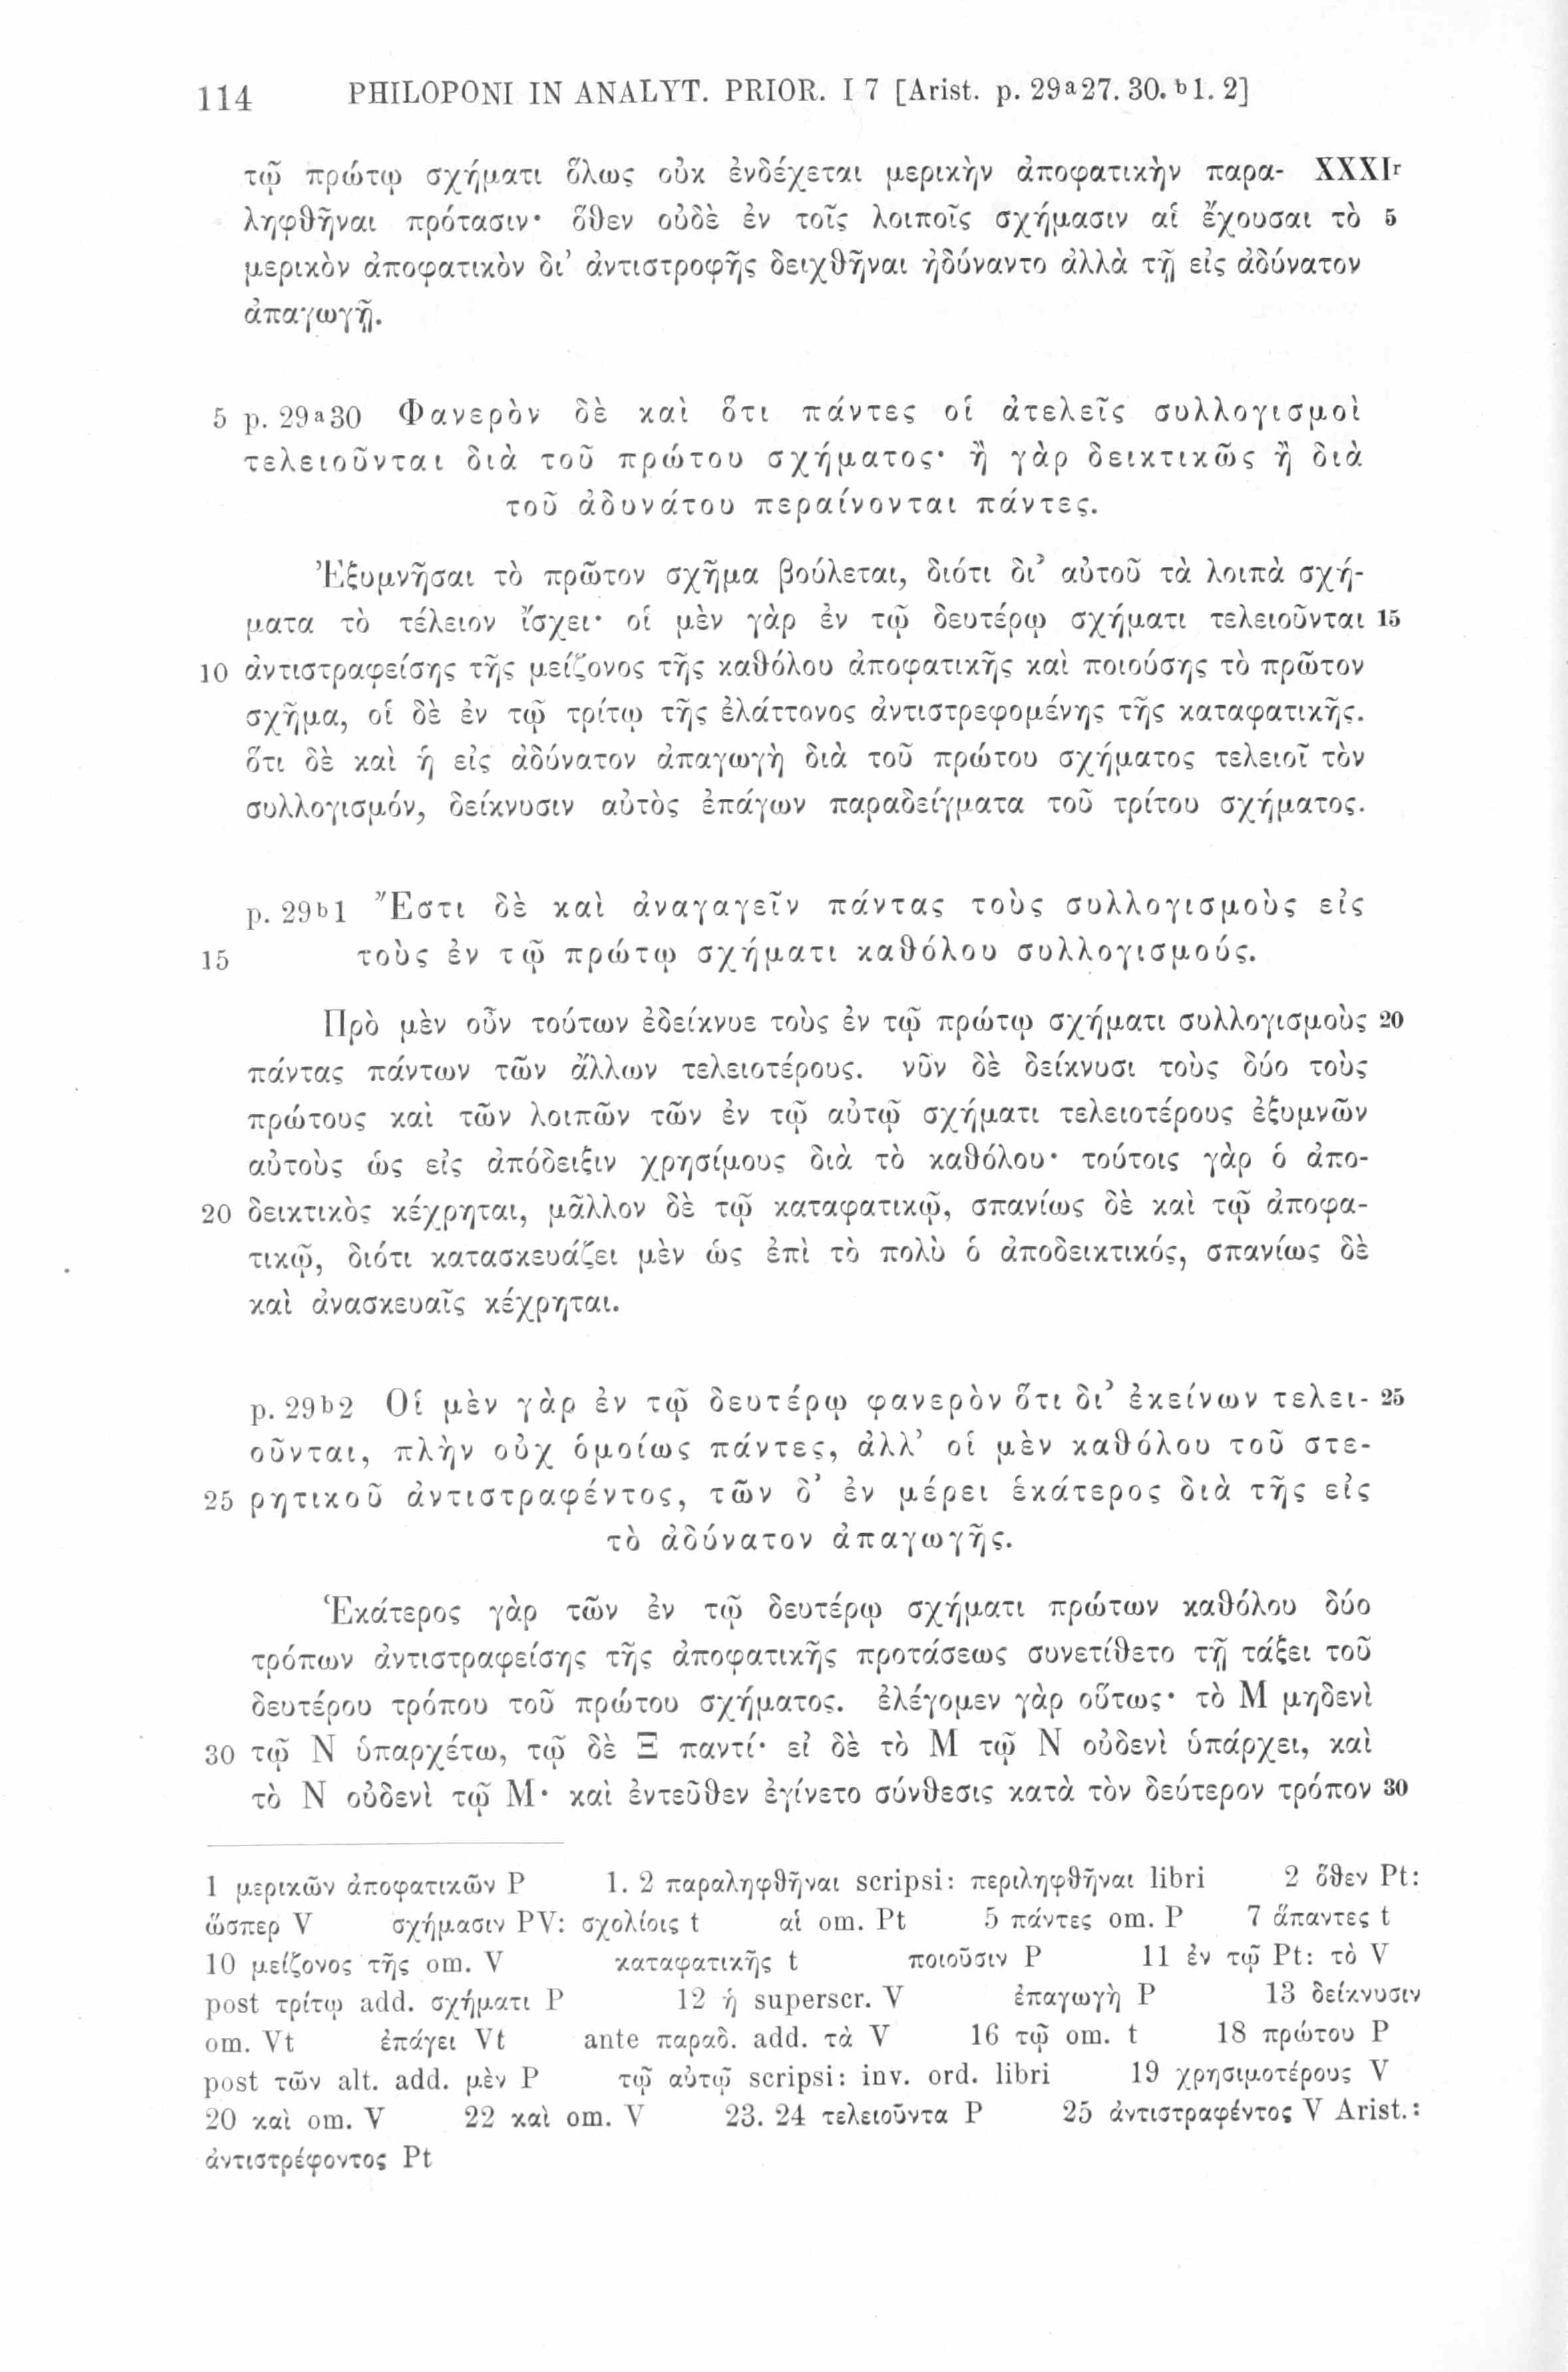 114 PHILOPONI IN ANALYT. PRIOR. I 7 [Arist. p. 29a27. 30. b1. 2]
τῷ πρώτῳ σχήματι ὅλως οὐκ ἐνδέχεται μερικὴν ἀποφατικὴν παρα- XXXIr
ληφθῆναι πρότασιν· ὅθεν οὐδὲ ἐν τοῖς λοιποῖς σχήμασιν αἱ ἔχουσαι τὸ 5
μερικὸν ἀποφατικὸν δι’ ἀντιστροφῆς δειχθῆναι ἠδύναντο ἀλλὰ τῇ εἰς ἀδύνατον
ἀπαγωγῇ.
5 p. 29a30 Φανερὸν δὲ καὶ ὅτι πάντες οἱ ἀτελεῖς συλλογισμοὶ
τελειοῦνται διὰ τοῦ πρώτου σχήματος· ἢ γὰρ δεικτικῶς ἢ διὰ
τοῦ ἀδυνάτου περαίνονται πάντες.
Ἐξυμνῆσαι τὸ πρῶτον σχῆμα βούλεται, διότι δι’ αὐτοῦ τὰ λοιπὰ σχή-
ματα τὸ τέλειον ἴσχει· οἱ μὲν γὰρ ἐν τῷ δευτέρῳ σχήματι τελειοῦνται 15
10 ἀντιστραφείσης τῆς μείζονος τῆς καθόλου ἀποφατικῆς καὶ ποιούσης τὸ πρῶτον
σχῆμα, οἱ δὲ ἐν τῷ τρίτῳ τῆς ἐλάττονος ἀντιστρεφομένης τῆς καταφατικῆς.
ὅτι δὲ καὶ ἡ εἰς ἀδύνατον ἀπαγωγὴ διὰ τοῦ πρώτου σχήματος τελειοῖ τὸν
συλλογισμόν, δείκνυσιν αὐτὸς ἐπάγων παραδείγματα τοῦ τρίτου σχήματος.
p. 29b1 Ἔστι δὲ καὶ ἀναγαγεῖν πάντας τοὺς συλλογισμοὺς εἰς
15 τοὺς ἐν τῷ πρώτῳ σχήματι καθόλου συλλογισμούς.
Πρὸ μὲν οὖν τούτων ἐδείκνυε τοὺς ἐν τῷ πρώτῳ σχήματι συλλογισμοὺς 20
πάντας πάντων τῶν ἄλλων τελειοτέρους. νῦν δὲ δείκνυσι τοὺς δύο τοὺς
πρώτους καὶ τῶν λοιπῶν τῶν ἐν τῷ αὐτῷ σχήματι τελειοτέρους ἐξυμνῶν
αὐτοὺς ὡς εἰς ἀπόδειξιν χρησίμους διὰ τὸ καθόλου· τούτοις γὰρ ὁ ἀπο-
20 δεικτικὸς κέχρηται, μᾶλλον δὲ τῷ καταφατικῷ, σπανίως δὲ καὶ τῷ ἀποφα-
τικῷ, διότι κατασκευάζει μὲν ὡς ἐπὶ τὸ πολὺ ὁ ἀποδεικτικός, σπανίως δὲ
καὶ ἀνασκευαῖς κέχρηται.
p. 29b2 Οἱ μὲν γὰρ ἐν τῷ δευτέρῳ φανερὸν ὅτι δι’ ἐκείνων τελει- 25
οῦνται, πλὴν οὐχ ὁμοίως πάντες, ἀλλ’ οἱ μὲν καθόλου τοῦ στε-
25 ρητικοῦ ἀντιστραφέντος, τῶν δ’ ἐν μέρει ἑκάτερος διὰ τῆς εἰς
τὸ ἀδύνατον ἀπαγωγῆς.
Ἑκάτερος γὰρ τῶν ἐν τῷ δευτέρῳ σχήματι πρώτων καθόλου δύο
τρόπων ἀντιστραφείσης τῆς ἀποφατικῆς προτάσεως συνετίθετο τῇ τάξει τοῦ
δευτέρου τρόπου τοῦ πρώτου σχήματος. ἐλέγομεν γὰρ οὕτως· τὸ Μ μηδενὶ
30 τῷ Ν ὑπαρχέτω, τῷ δὲ Ξ παντί· εἰ δὲ τὸ Μ τῷ Ν οὐδενὶ ὑπάρχει, καὶ
τὸ Ν οὐδενὶ τῷ Μ· καὶ ἐντεῦθεν ἐγίνετο σύνθεσις κατὰ τὸν δεύτερον τρόπον 30
1 μερικῶν ἀποφατικῶν P 1. 2 παραληφθῆναι scripsi: περιληφθῆναι libri 2 ὅθεν Pt:
ὥσπερ V σχήμασιν PV: σχολίοις t αἱ om. Pt 5 πάντες om. P 7 ἅπαντες t
10 μείζονος τῆς om. V καταφατικῆς t ποιοῦσιν P 11 ἐν τῷ Pt: τὸ V
post τρίτῳ add. σχήματι P 12 ἡ superscr. V ἐπαγωγὴ P 13 δείκνυσιν
om. Vt ἐπάγει Vt ante παραδ. add. τὰ V 16 τῷ om. t 18 πρώτου P
post τῶν alt. add. μὲν P τῷ αὐτῷ scripsi: inv. ord. libri 19 χρησιμοτέρους V
20 καὶ om. V 22 καὶ om. V 23. 24 τελειοῦντα P 25 ἀντιστραφέντος V Arist.:
ἀντιστρέφοντος Pt